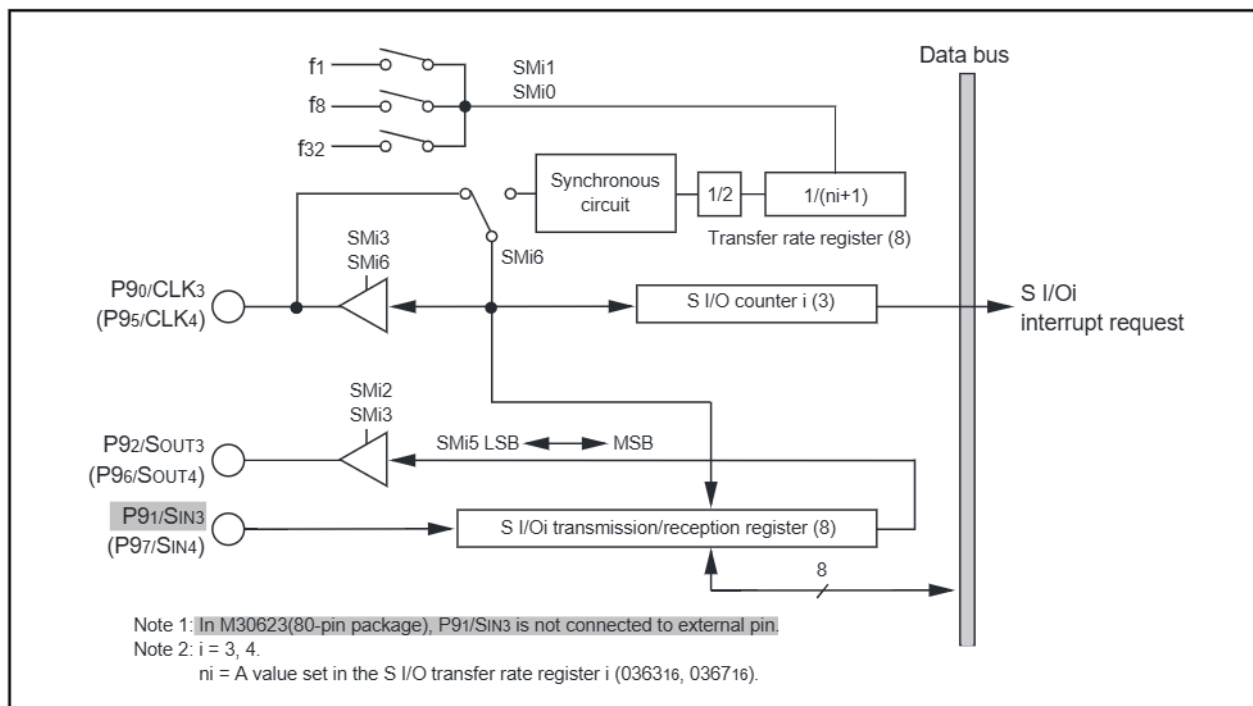 Data bus
f1
SMi1
SMi0
f8
f32
Synchronous
circuit
1/2
1/(ni+1)
Transfer rate register (8)
SMi6
SMi3
SMi6
P90/CLK3
(P95/CLK4)
S I/O counter i (3)
S I/Oi
interrupt request
SMi2
SMi3
SMi5 LSB
MSB
P92/SOUT3
(P96/SOUT4)
P91/SIN3
(P97/SIN4)
S I/Oi transmission/reception register (8)
8
Note 1: In M30623(80-pin package), P91/SIN3 is not connected to external pin.
Note 2: i = 3, 4.
ni = A value set in the S I/O transfer rate register i (036316, 036716).